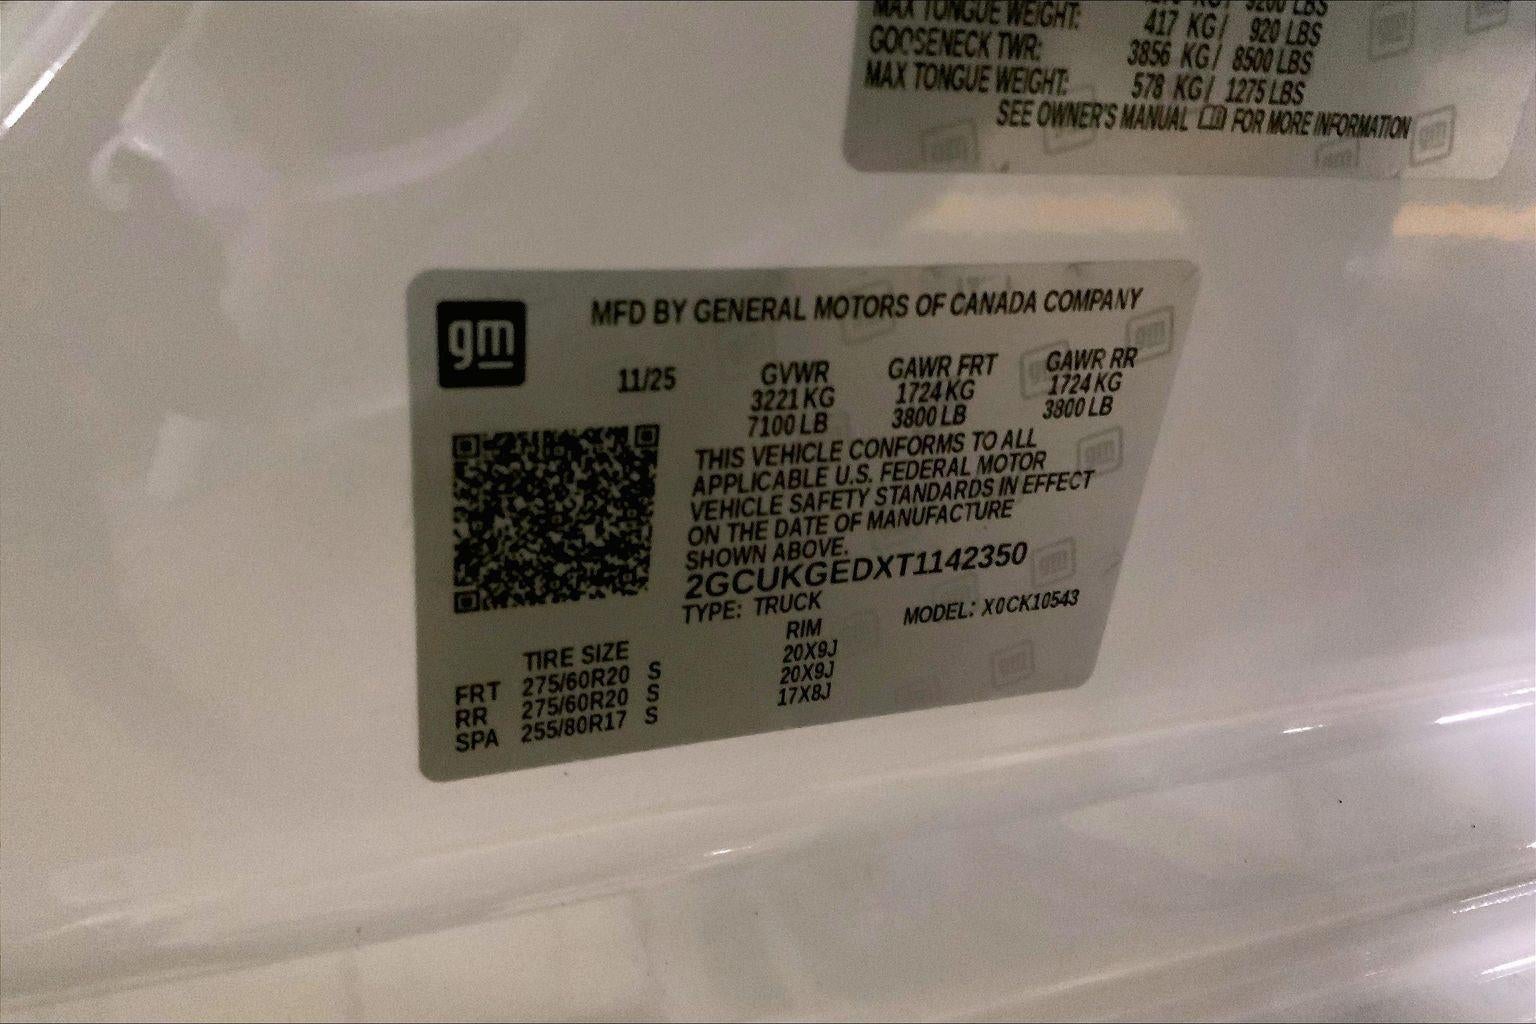 MAX TONGUE WEIGHT: 417 KG/ 920 LBS
GOOSENECK TWR: 3856 KG/ 8500 LBS
MAX TONGUE WEIGHT: 578 KG/ 1275 LBS
SEE OWNER'S MANUAL FOR MORE INFORMATION
gm
MFD BY GENERAL MOTORS OF CANADA COMPANY
11/25 GVWR GAWR FRT GAWR RR
3221 KG 1724 KG 1724 KG
7100 LB 3800 LB 3800 LB
THIS VEHICLE CONFORMS TO ALL
APPLICABLE U.S. FEDERAL MOTOR
VEHICLE SAFETY STANDARDS IN EFFECT
ON THE DATE OF MANUFACTURE
SHOWN ABOVE.
2GCUKGEDXT1142350
TYPE: TRUCK MODEL: X0CK10543
TIRE SIZE RIM
FRT 275/60R20 S 20X9J
RR 275/60R20 S 20X9J
SPA 255/80R17 S 17X8J